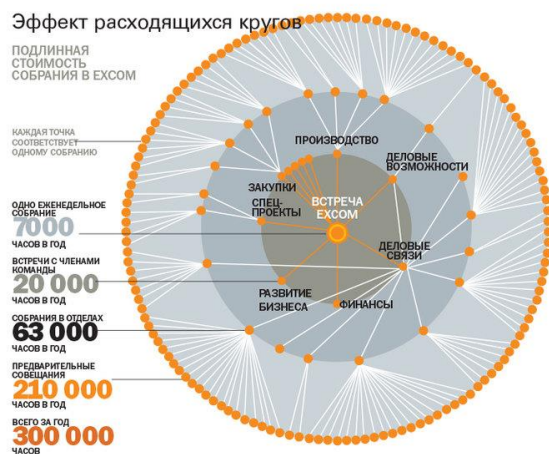 Эффект расходящихся кругов
ПОДЛИННАЯ
СТОИМОСТЬ
СОБРАНИЯ В EXCOM
КАЖДАЯ ТОЧКА
СООТВЕТСТВУЕТ
ОДНОМУ СОБРАНИЮ
ОДНО ЕЖЕНЕДЕЛЬНОЕ
СОБРАНИЕ
7000
ЧАСОВ В ГОД
ВСТРЕЧИ С ЧЛЕНАМИ
КОМАНДЫ
20 000
ЧАСОВ В ГОД
СОБРАНИЯ В ОТДЕЛАХ
63 000
ЧАСОВ В ГОД
ПРЕДВАРИТЕЛЬНЫЕ
СОВЕЩАНИЯ
210 000
ЧАСОВ В ГОД
ВСЕГО ЗА ГОД
300 000
ЧАСОВ
ПРОИЗВОДСТВО
ДЕЛОВЫЕ
ВОЗМОЖНОСТИ
ЗАКУПКИ
СПЕЦ-
ПРОЕКТЫ
ВСТРЕЧА
EXCOM
ДЕЛОВЫЕ
СВЯЗИ
РАЗВИТИЕ
БИЗНЕСА
ФИНАНСЫ